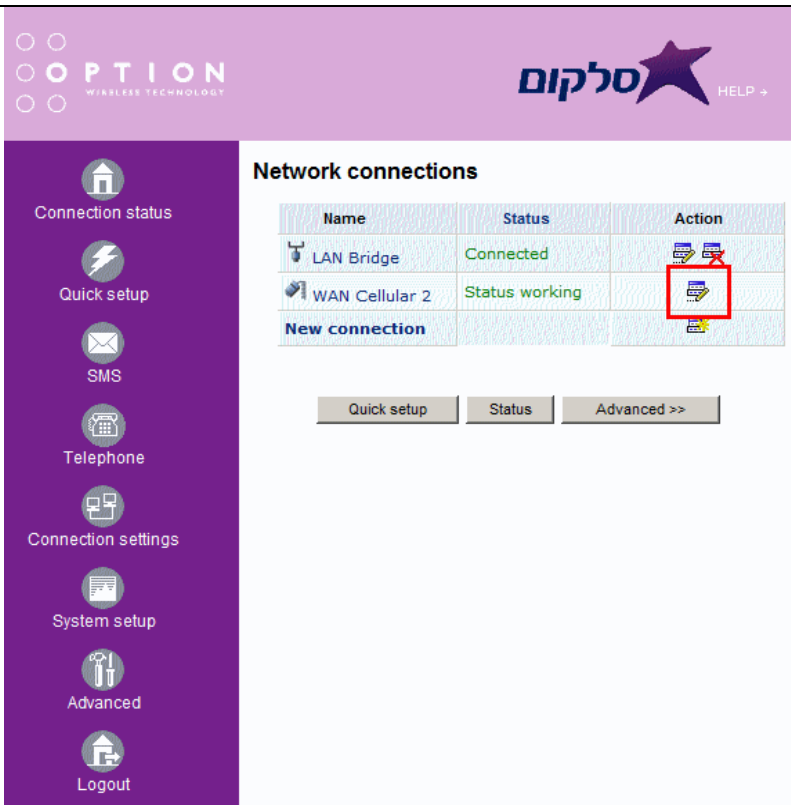 OPTION
WIRELESS TECHNOLOGY
סלקום
HELP
Connection status
Quick setup
SMS
Telephone
Connection settings
System setup
Advanced
Logout
Network connections
Name Status Action
LAN Bridge Connected
WAN Cellular 2 Status working
New connection
Quick setup Status Advanced >>